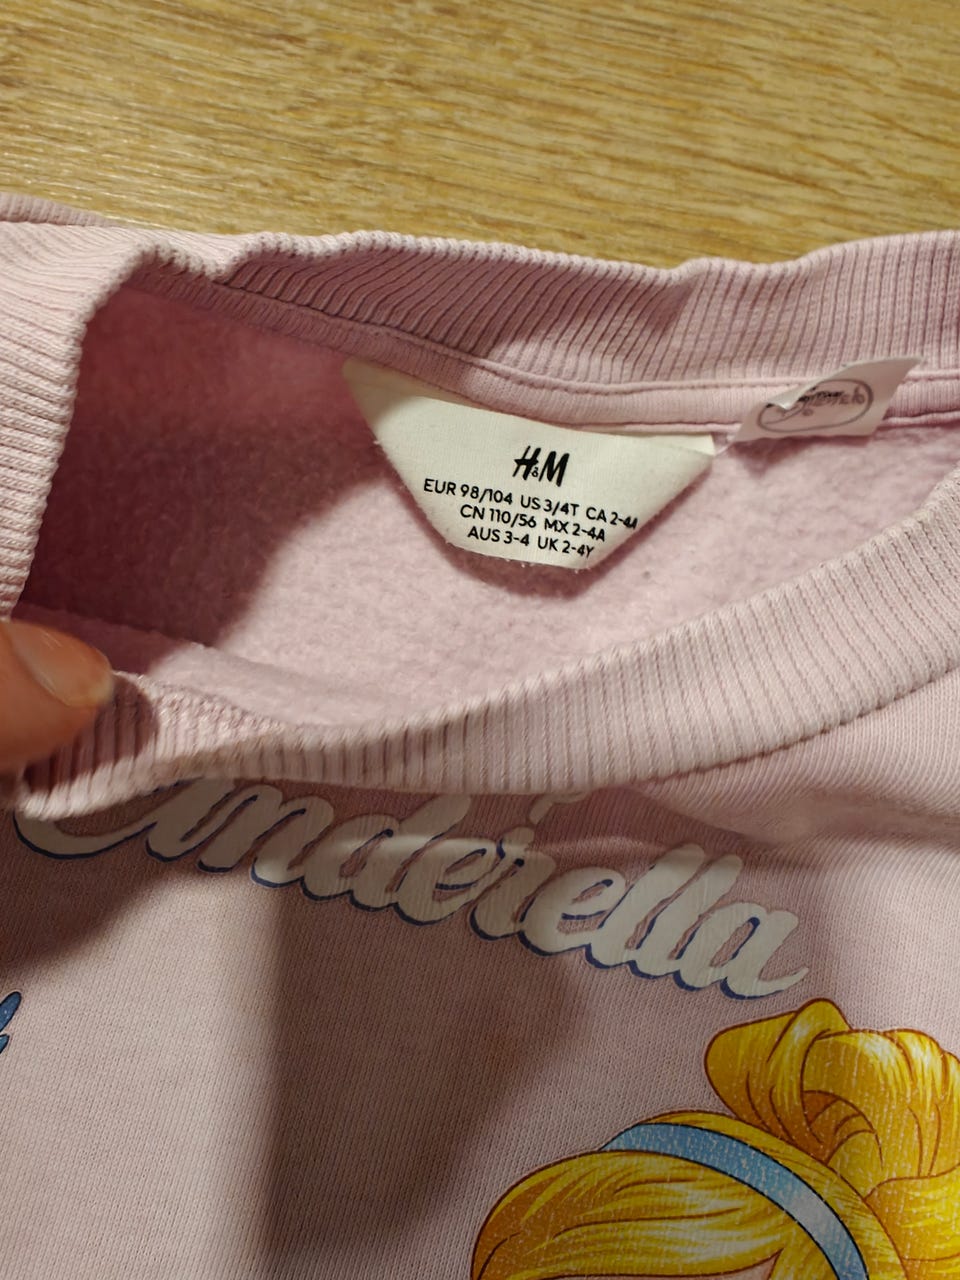 H&M
EUR 98/104 US 3/4T CA 2-4A
CN 110/56 MX 2-4A
AUS 3-4 UK 2-4Y
Cinderella